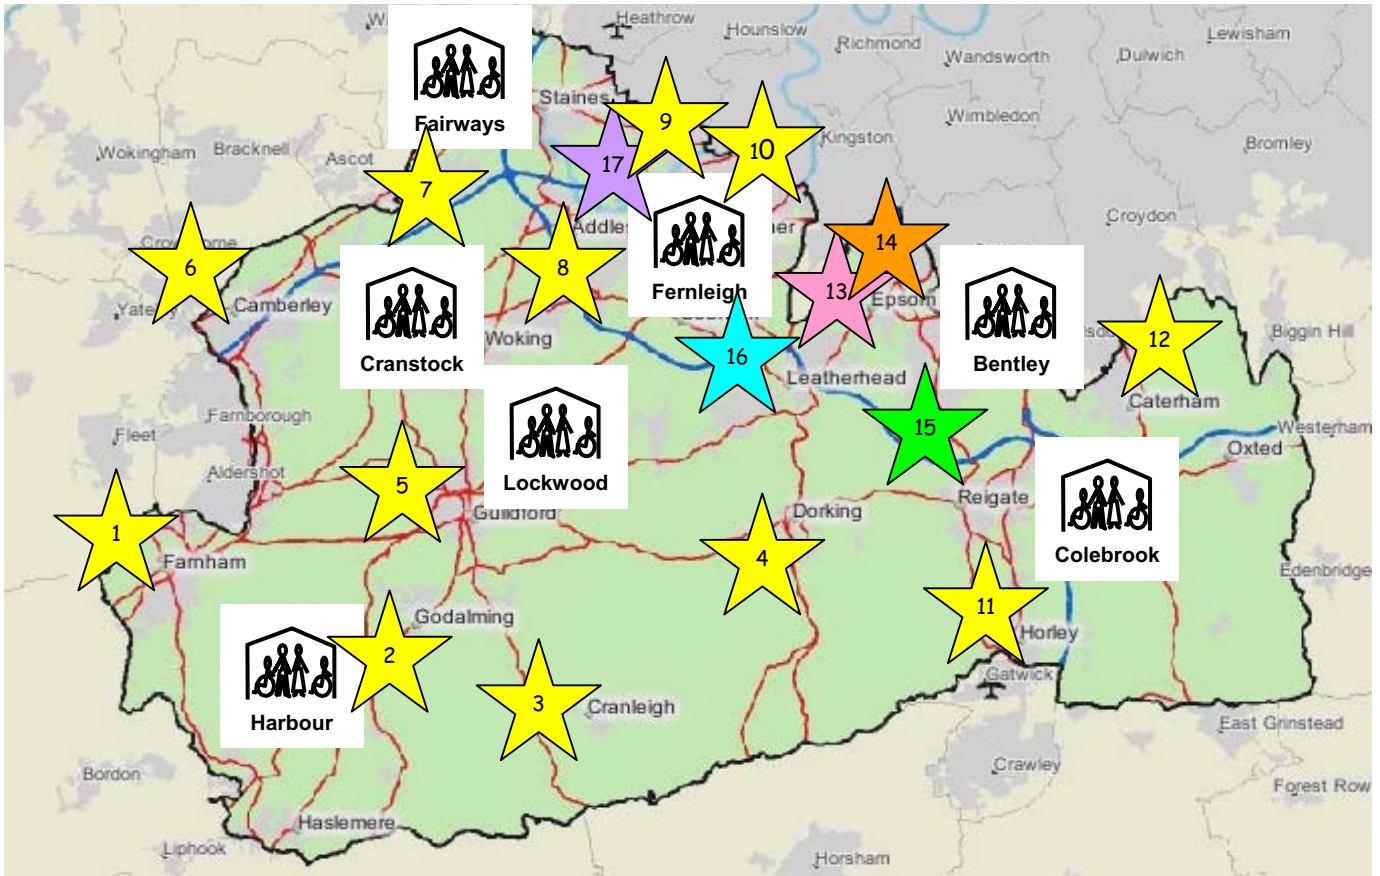 Heathrow
Hounslow
Richmond
Lewisham
Wandsworth
Dulwich
Fairways
Staines
9
Wimbledon
10
Kingston
Bromley
Wokingham
Bracknell
Ascot
17
7
Croydon
14
6
8
Fernleigh
13
Epsom
Camberley
Woking
Cranstock
16
Bentley
12
Biggin Hill
Leatherhead
Caterham
Farnborough
Fleet
15
Westerham
Oxted
Aldershot
5
Lockwood
Guildford
Reigate
Dorking
Colebrook
1
Farnham
4
Edenbridge
11
Godalming
Horley
2
Gatwick
Harbour
3
Cranleigh
East Grinstead
Bordon
Crawley
Forest Row
Haslemere
Liphook
Horsham